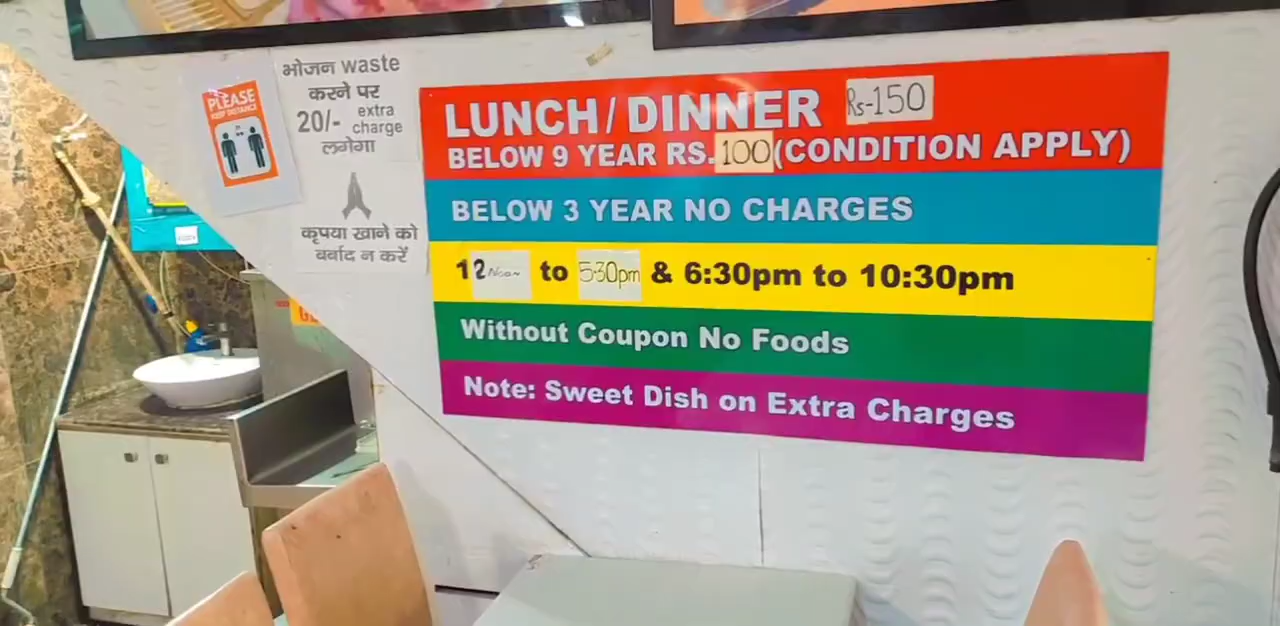 PLEASE
KEEP DISTANCE
भोजन waste
करने पर
20/- extra charge
लगेगा
कृपया खाने को
बर्बाद न करें
LUNCH/DINNER Rs-150
BELOW 9 YEAR RS.100(CONDITION APPLY)
BELOW 3 YEAR NO CHARGES
12 Noon to 5:30pm & 6:30pm to 10:30pm
Without Coupon No Foods
Note: Sweet Dish on Extra Charges